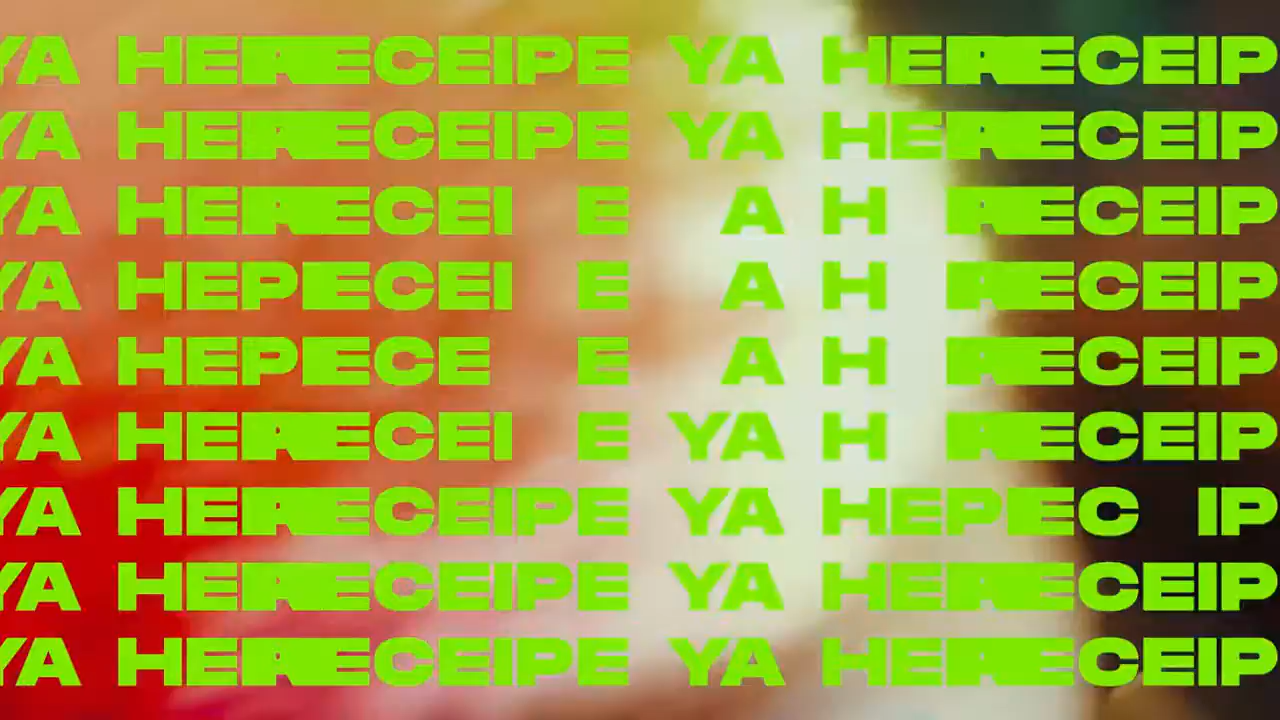 YA HERECEIPE YA HERECEIP
YA HERECEIPE YA HERECEIP
YA HERECEI E A H RECEIP
YA HEPECEI E A H RECEIP
YA HEPECE E A H RECEIP
YA HERECEI E YA H RECEIP
YA HERECEIPE YA HEPEC IP
YA HERECEIPE YA HERECEIP
YA HERECEIPE YA HERECEIP